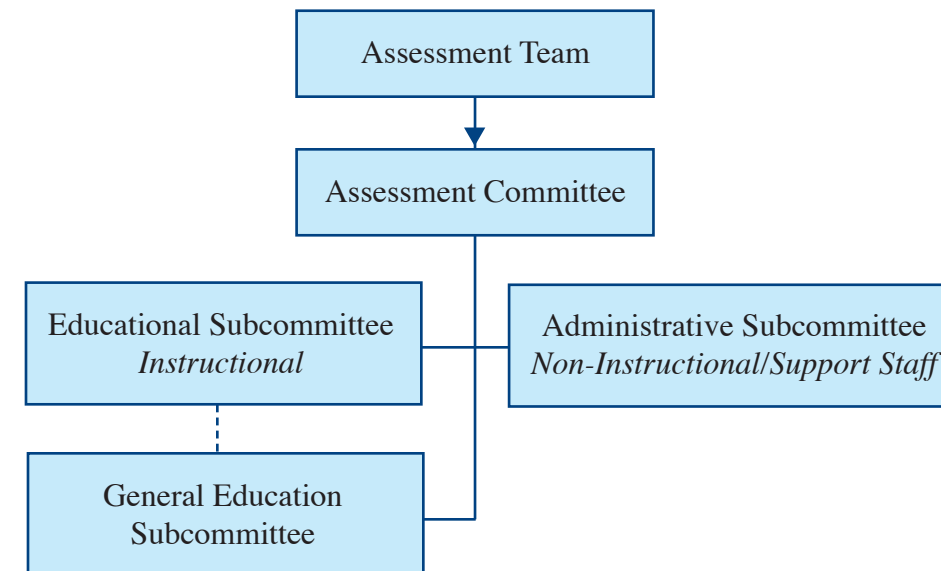 Assessment Team
Assessment Committee
Educational Subcommittee
Instructional
Administrative Subcommittee
Non-Instructional/Support Staff
General Education
Subcommittee